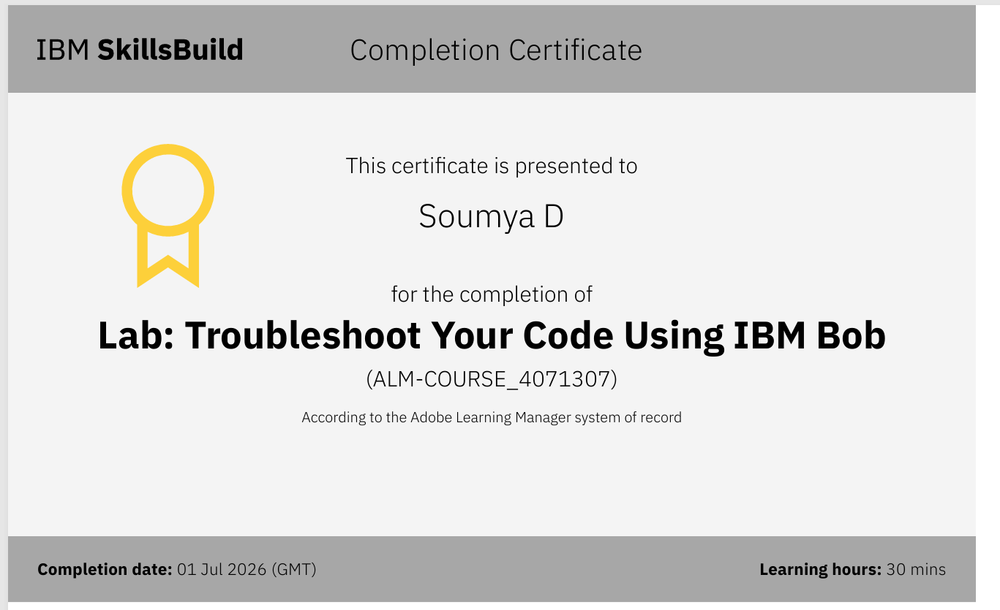 IBM SkillsBuild
Completion Certificate
This certificate is presented to
Soumya D
for the completion of
Lab: Troubleshoot Your Code Using IBM Bob
(ALM-COURSE_4071307)
According to the Adobe Learning Manager system of record
Completion date: 01 Jul 2026 (GMT)
Learning hours: 30 mins